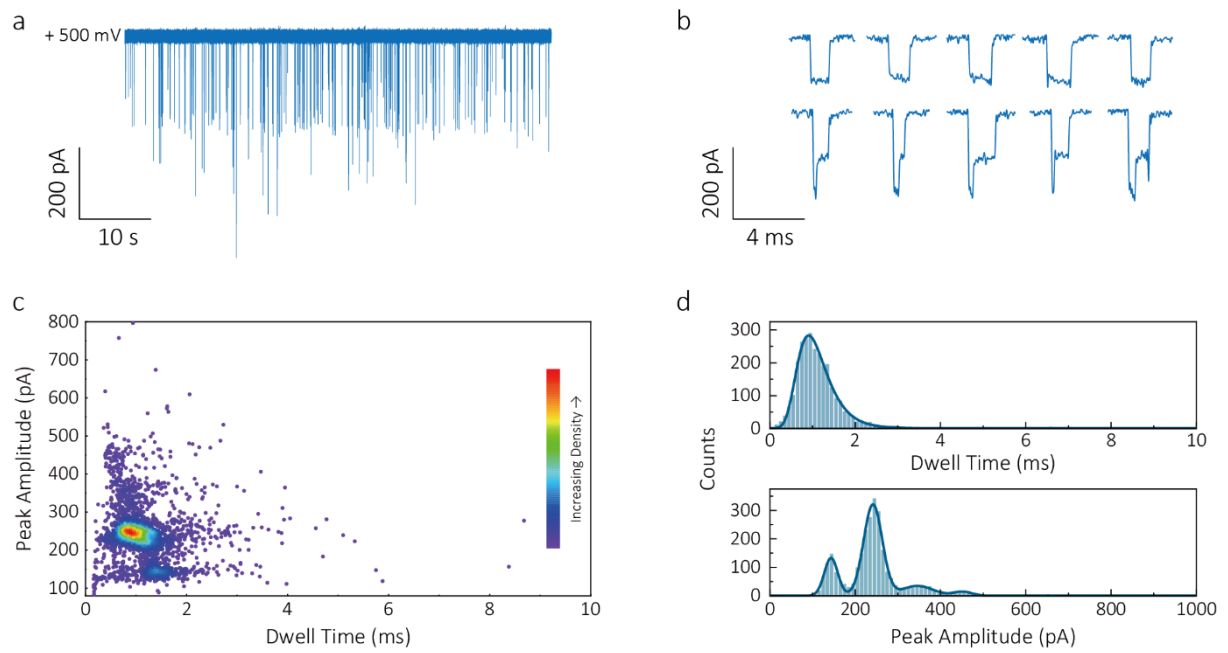 a
+ 500 mV
200 pA
10 s
b
200 pA
4 ms
c
800
700
600
500
400
300
200
100
Peak Amplitude (pA)
0
2
4
6
8
10
Dwell Time (ms)
Increasing Density →
d
Counts
300
200
100
0
0
2
4
6
8
10
Dwell Time (ms)
300
200
100
0
0
200
400
600
800
1000
Peak Amplitude (pA)